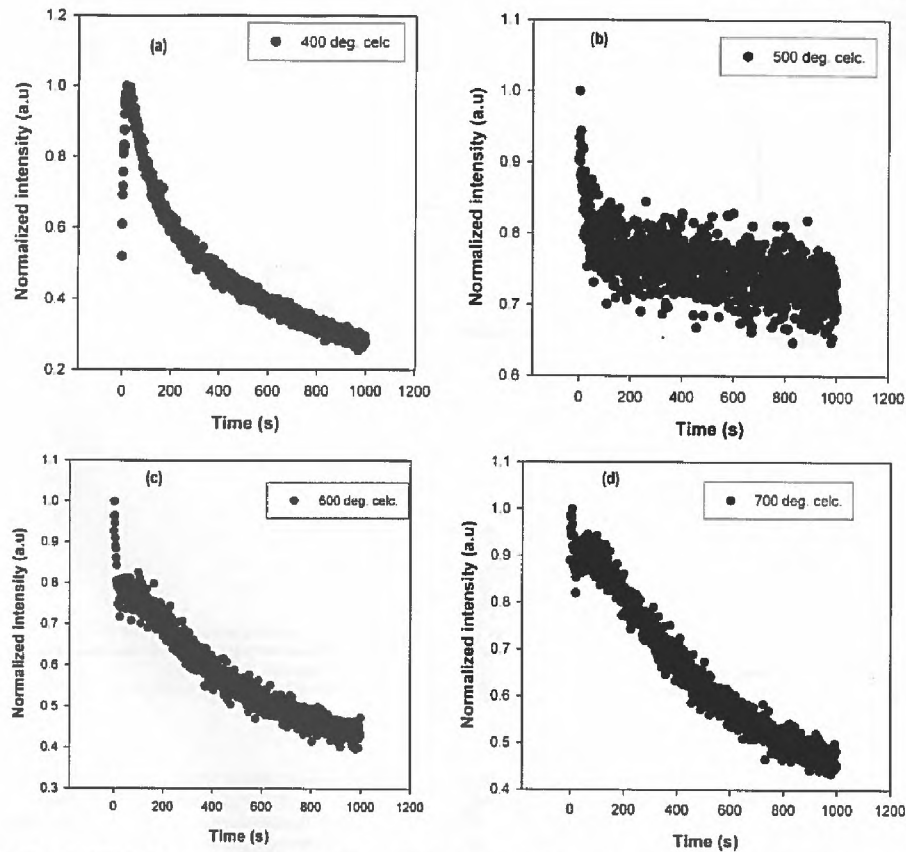 (a)
400 deg. celc
1.2
1.0
0.8
0.6
0.4
0.2
Normalized intensity (a.u)
0 200 400 600 800 1000 1200
Time (s)
(b)
500 deg. celc.
1.1
1.0
0.9
0.8
0.7
0.6
Normalized intensity (a.u)
0 200 400 600 800 1000 1200
Time (s)
(c)
600 deg. celc.
1.1
1.0
0.9
0.8
0.7
0.6
0.5
0.4
0.3
Normalized intensity (a.u)
0 200 400 600 800 1000 1200
Time (s)
(d)
700 deg. celc.
1.1
1.0
0.9
0.8
0.7
0.6
0.5
0.4
Normalized intensity (a.u)
0 200 400 600 800 1000 1200
Time (s)